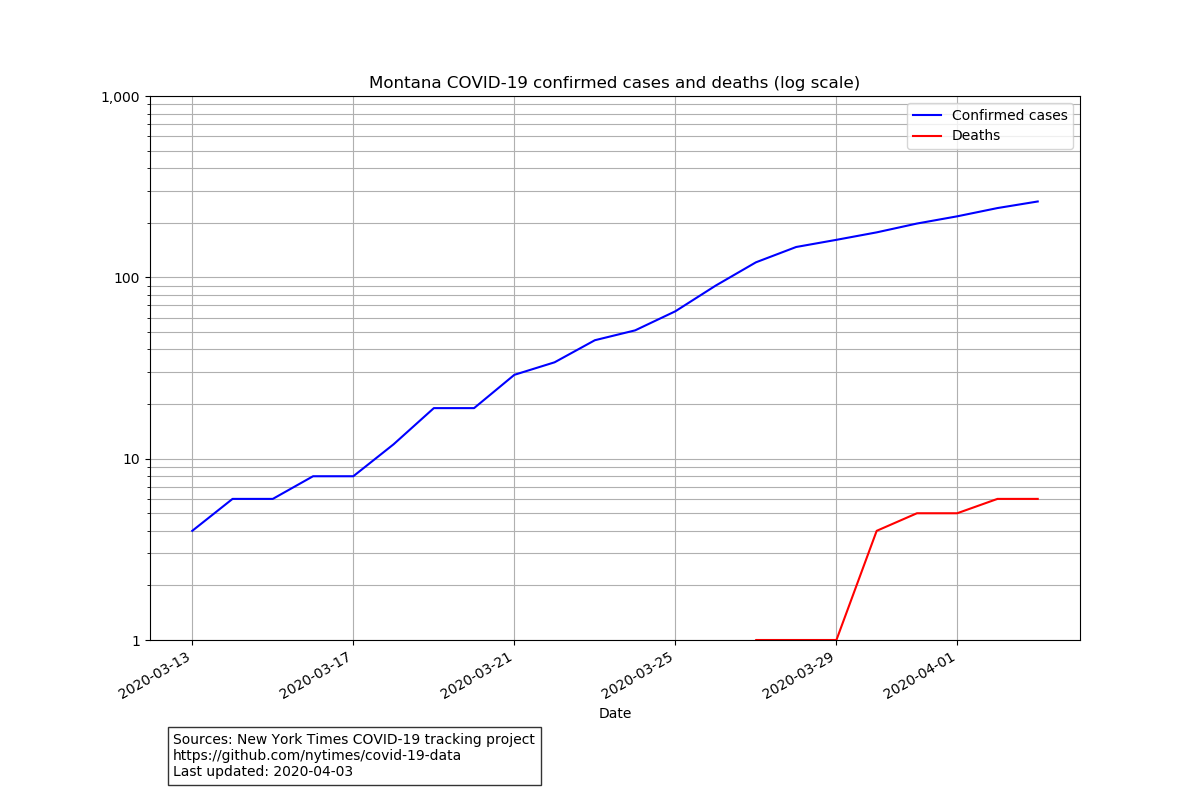 Montana COVID-19 confirmed cases and deaths (log scale)
1,000
100
10
1
Confirmed cases
Deaths
2020-03-13
2020-03-17
2020-03-21
2020-03-25
2020-03-29
2020-04-01
Date
Sources: New York Times COVID-19 tracking project
https://github.com/nytimes/covid-19-data
Last updated: 2020-04-03